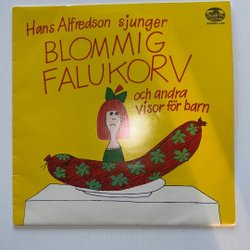 Hans Alfredson sjunger
BLOMMIG
FALUKORV
och andra
visor för barn